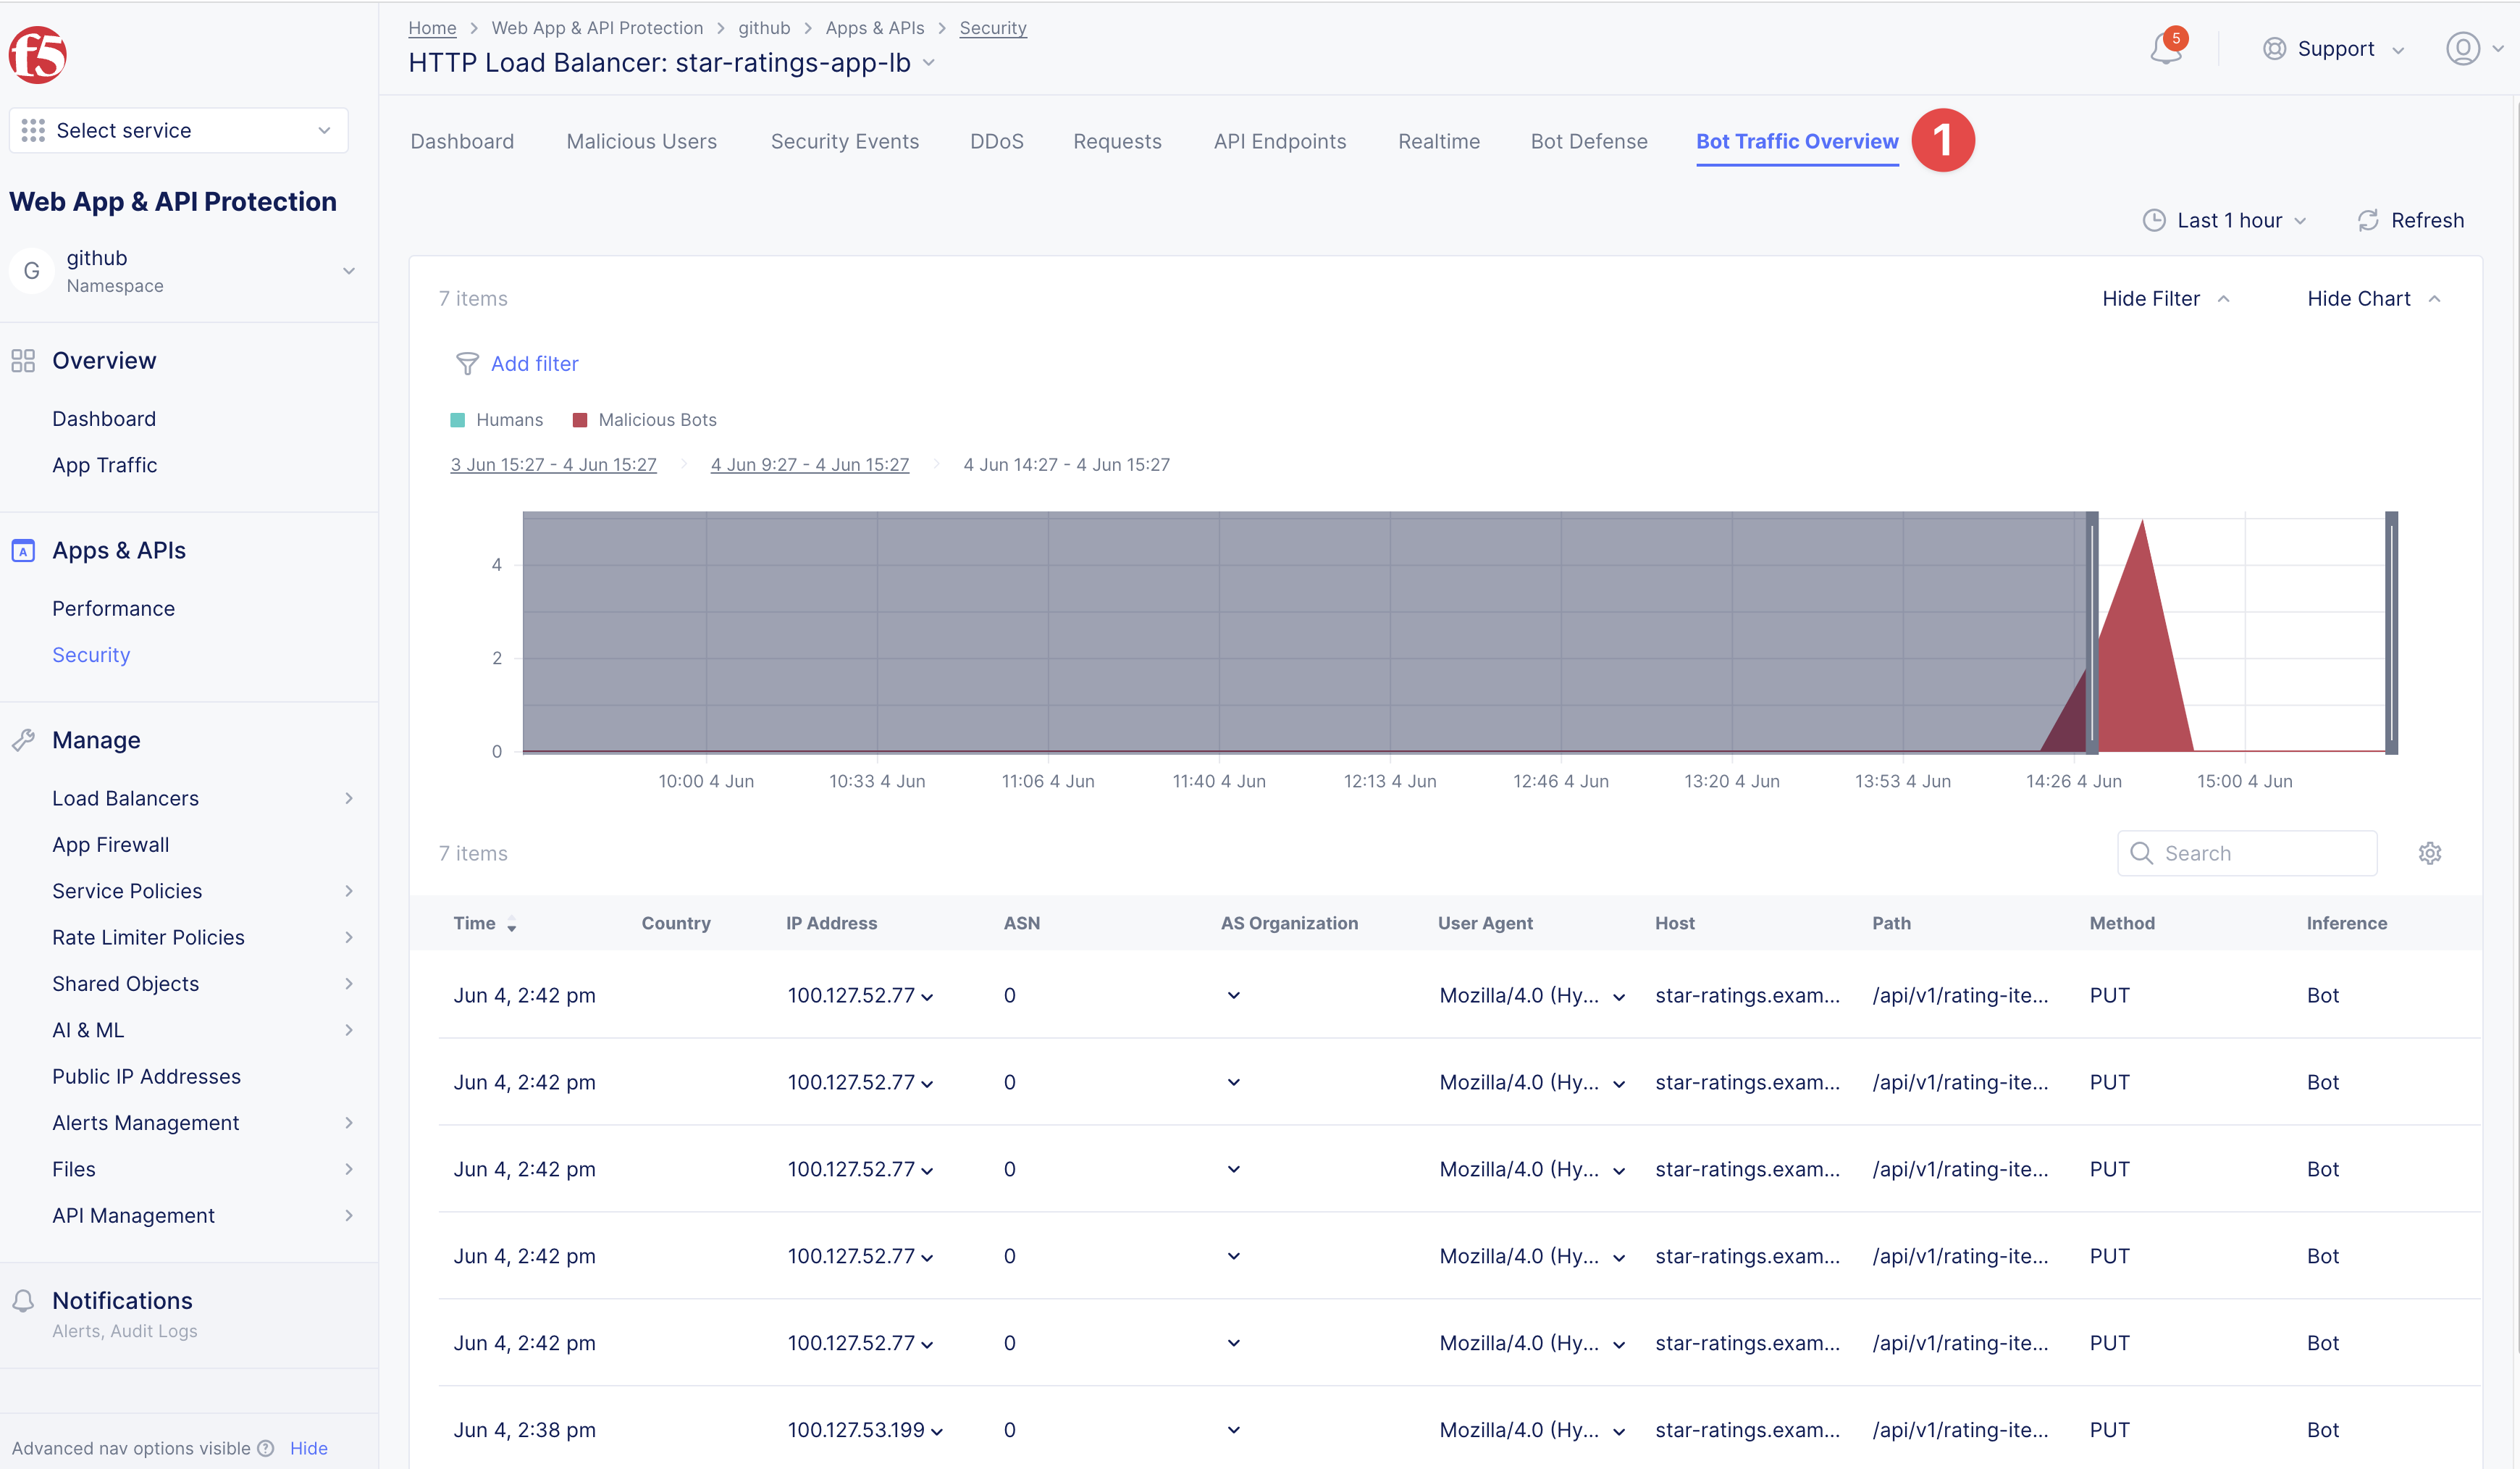 f5
Home > Web App & API Protection > github > Apps & APIs > Security
HTTP Load Balancer: star-ratings-app-lb
5
Support
Select service
Web App & API Protection
G
github
Namespace
Overview
Dashboard
App Traffic
Apps & APIs
Performance
Security
Manage
Load Balancers
App Firewall
Service Policies
Rate Limiter Policies
Shared Objects
AI & ML
Public IP Addresses
Alerts Management
Files
API Management
Notifications
Alerts, Audit Logs
Advanced nav options visible ? Hide
Dashboard Malicious Users Security Events DDoS Requests API Endpoints Realtime Bot Defense Bot Traffic Overview 1
Last 1 hour Refresh
7 items Hide Filter Hide Chart
Add filter
Humans Malicious Bots
3 Jun 15:27 - 4 Jun 15:27 > 4 Jun 9:27 - 4 Jun 15:27 > 4 Jun 14:27 - 4 Jun 15:27
4
2
0
10:00 4 Jun 10:33 4 Jun 11:06 4 Jun 11:40 4 Jun 12:13 4 Jun 12:46 4 Jun 13:20 4 Jun 13:53 4 Jun 14:26 4 Jun 15:00 4 Jun
7 items Search
Time Country IP Address ASN AS Organization User Agent Host Path Method Inference
Jun 4, 2:42 pm 100.127.52.77 0 Mozilla/4.0 (Hy... star-ratings.exam... /api/v1/rating-ite... PUT Bot
Jun 4, 2:42 pm 100.127.52.77 0 Mozilla/4.0 (Hy... star-ratings.exam... /api/v1/rating-ite... PUT Bot
Jun 4, 2:42 pm 100.127.52.77 0 Mozilla/4.0 (Hy... star-ratings.exam... /api/v1/rating-ite... PUT Bot
Jun 4, 2:42 pm 100.127.52.77 0 Mozilla/4.0 (Hy... star-ratings.exam... /api/v1/rating-ite... PUT Bot
Jun 4, 2:42 pm 100.127.52.77 0 Mozilla/4.0 (Hy... star-ratings.exam... /api/v1/rating-ite... PUT Bot
Jun 4, 2:38 pm 100.127.53.199 0 Mozilla/4.0 (Hy... star-ratings.exam... /api/v1/rating-ite... PUT Bot